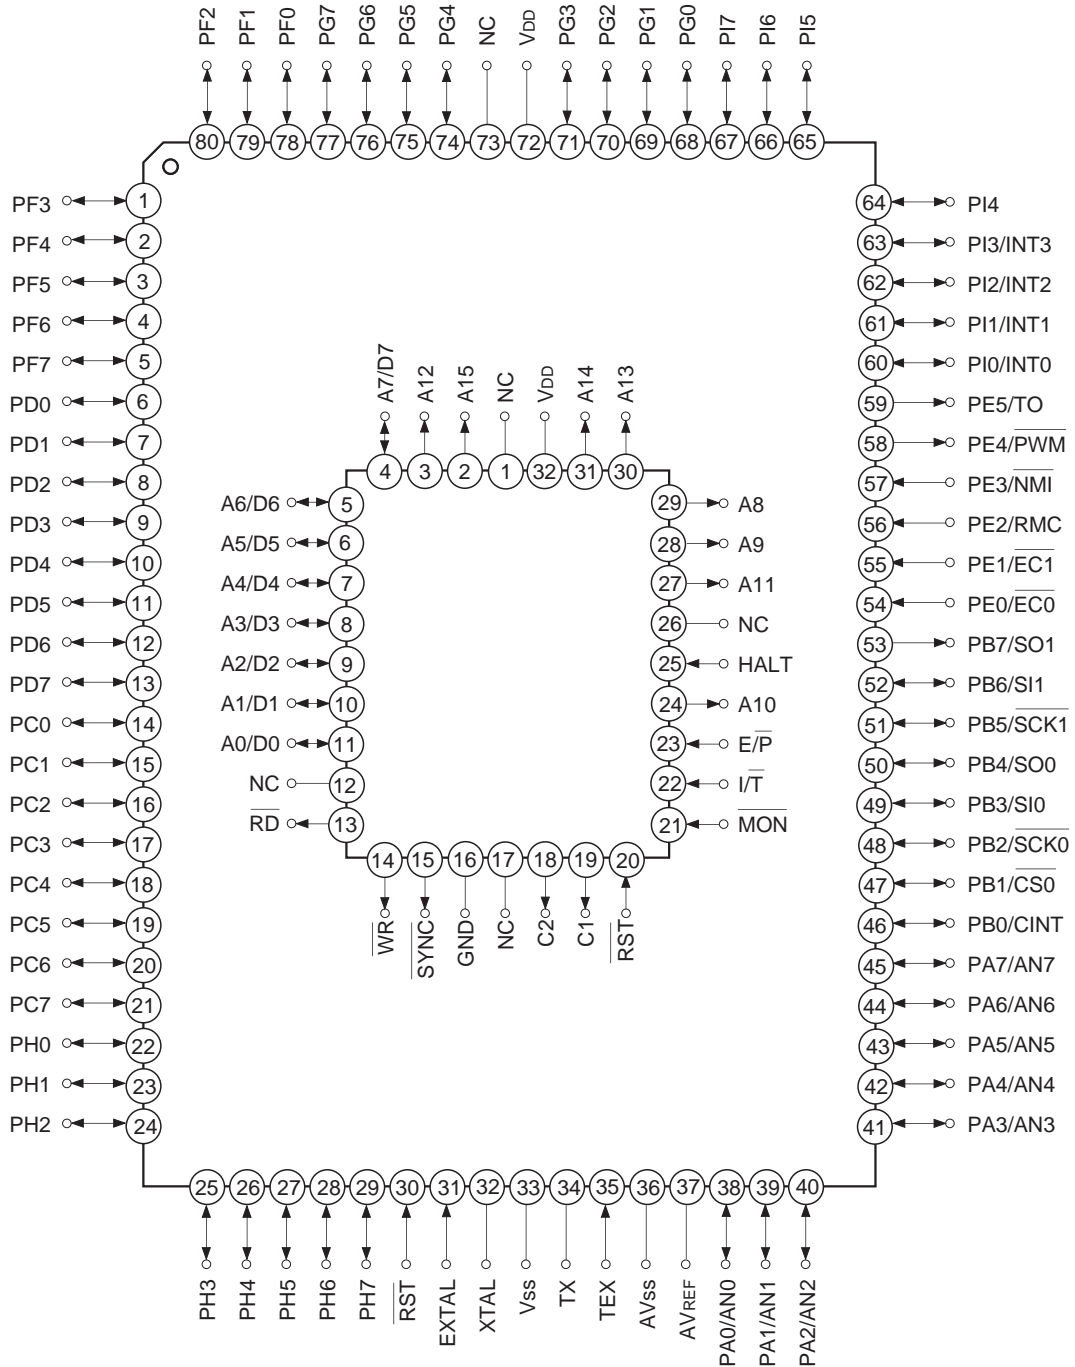 PF2 PF1 PF0 PG7 PG6 PG5 PG4 NC VDD PG3 PG2 PG1 PG0 PI7 PI6 PI5
80 79 78 77 76 75 74 73 72 71 70 69 68 67 66 65
PF3 1
PF4 2
PF5 3
PF6 4
PF7 5
PD0 6
PD1 7
PD2 8
PD3 9
PD4 10
PD5 11
PD6 12
PD7 13
PC0 14
PC1 15
PC2 16
PC3 17
PC4 18
PC5 19
PC6 20
PC7 21
PH0 22
PH1 23
PH2 24
A7/D7 A12 A15 NC VDD A14 A13
4 3 2 1 32 31 30
A6/D6 5
A5/D5 6
A4/D4 7
A3/D3 8
A2/D2 9
A1/D1 10
A0/D0 11
NC 12
RD 13
29 A8
28 A9
27 A11
26 NC
25 HALT
24 A10
23 E/P
22 I/T
21 MON
14 15 16 17 18 19 20
WR SYNC GND NC C2 C1 RST
64 PI4
63 PI3/INT3
62 PI2/INT2
61 PI1/INT1
60 PI0/INT0
59 PE5/TO
58 PE4/PWM
57 PE3/NMI
56 PE2/RMC
55 PE1/EC1
54 PE0/EC0
53 PB7/SO1
52 PB6/SI1
51 PB5/SCK1
50 PB4/SO0
49 PB3/SI0
48 PB2/SCK0
47 PB1/CS0
46 PB0/CINT
45 PA7/AN7
44 PA6/AN6
43 PA5/AN5
42 PA4/AN4
41 PA3/AN3
25 26 27 28 29 30 31 32 33 34 35 36 37 38 39 40
PH3 PH4 PH5 PH6 PH7 RST EXTAL XTAL Vss TX TEX AVss AVREF PA0/AN0 PA1/AN1 PA2/AN2